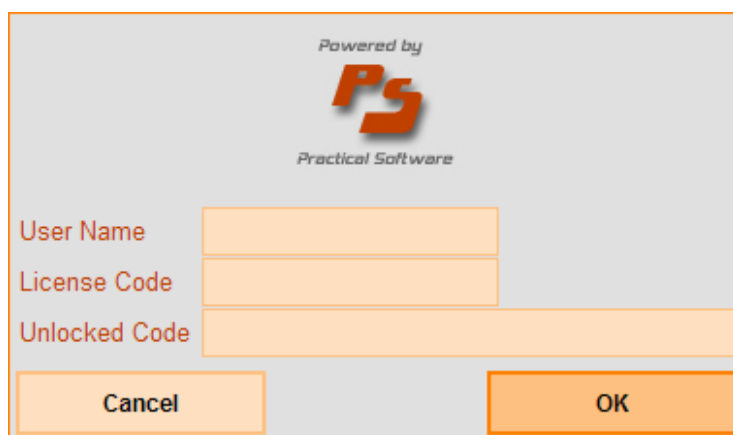 Powered by
PS
Practical Software
User Name
License Code
Unlocked Code
Cancel OK